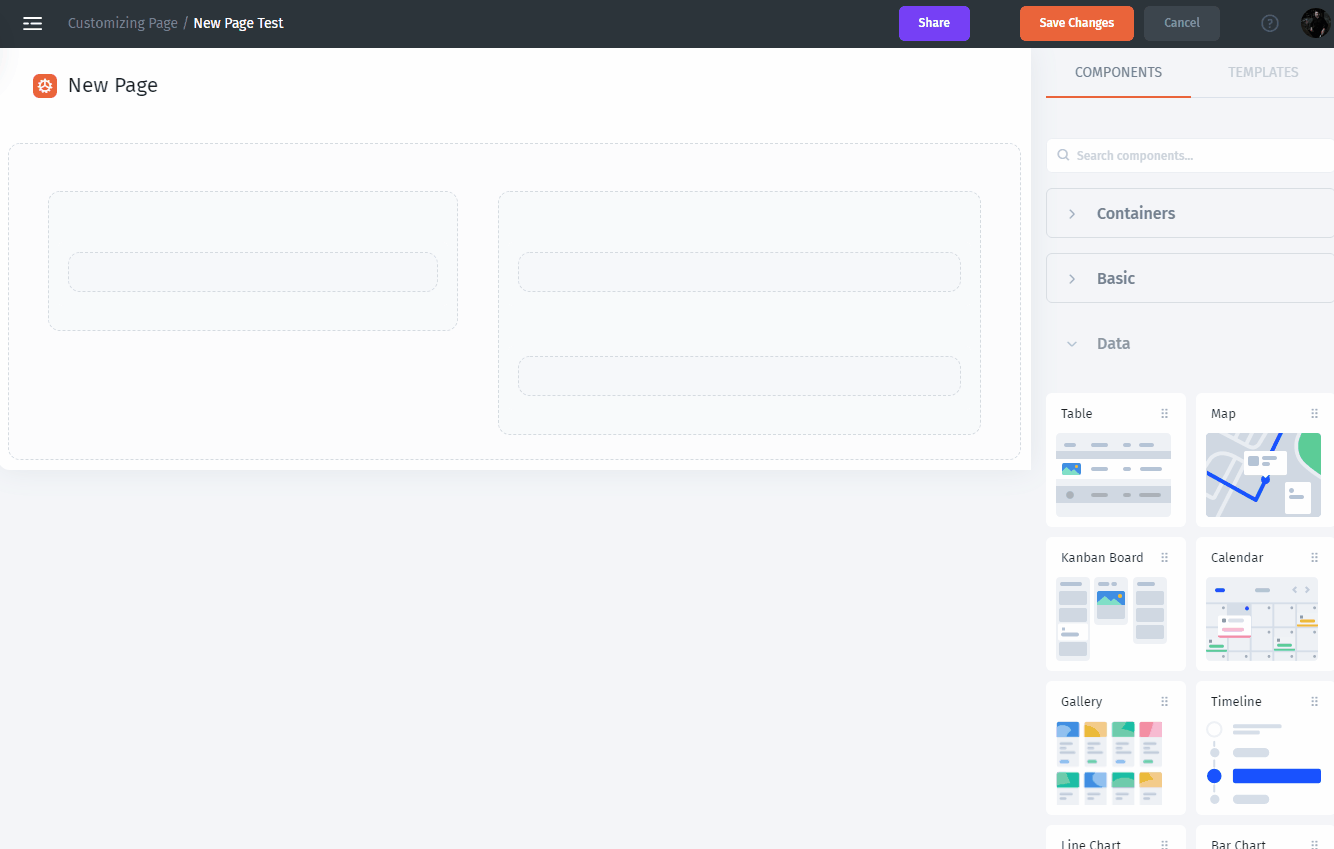 Customizing Page / New Page Test
Share
Save Changes
Cancel
?
New Page
COMPONENTS
TEMPLATES
Search components...
Containers
Basic
Data
Table
Map
Kanban Board
Calendar
Gallery
Timeline
Line Chart
Bar Chart